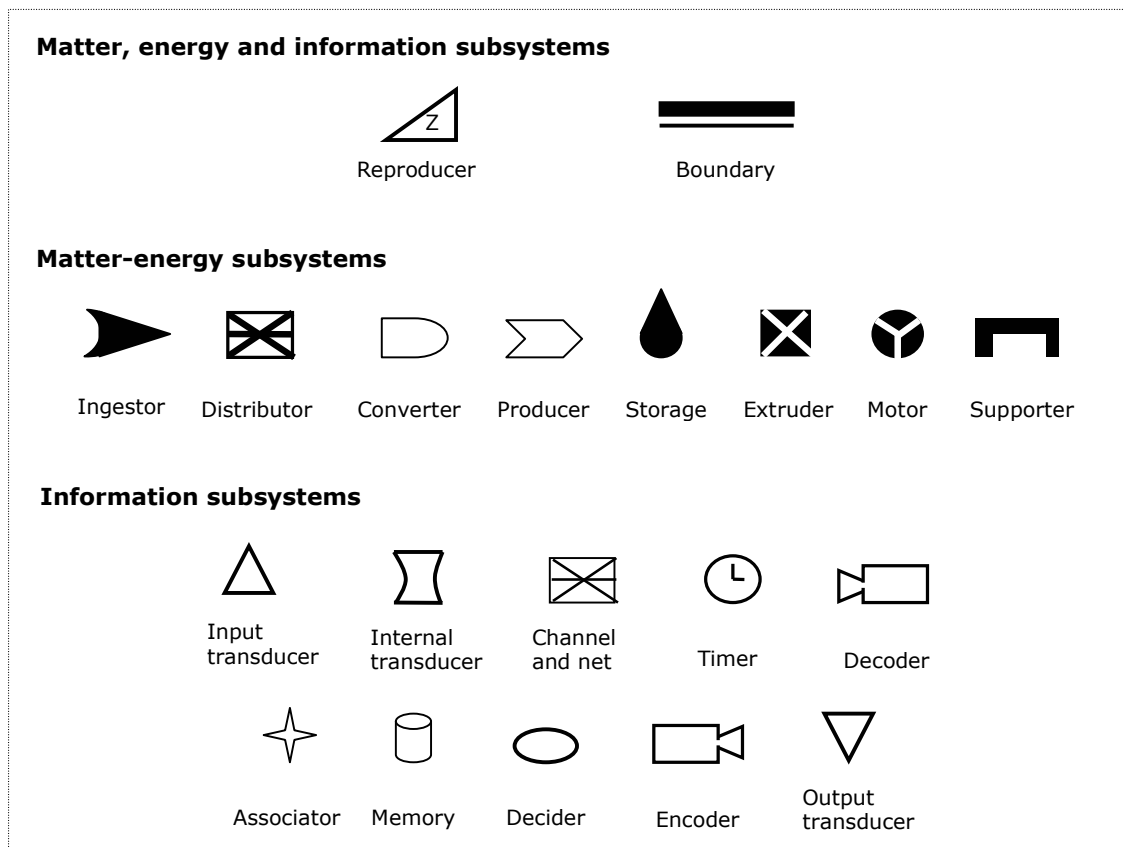 Matter, energy and information subsystems
Z
Reproducer
Boundary
Matter-energy subsystems
Ingestor
Distributor
Converter
Producer
Storage
Extruder
Motor
Supporter
Information subsystems
Input
transducer
Internal
transducer
Channel
and net
Timer
Decoder
Associator
Memory
Decider
Encoder
Output
transducer